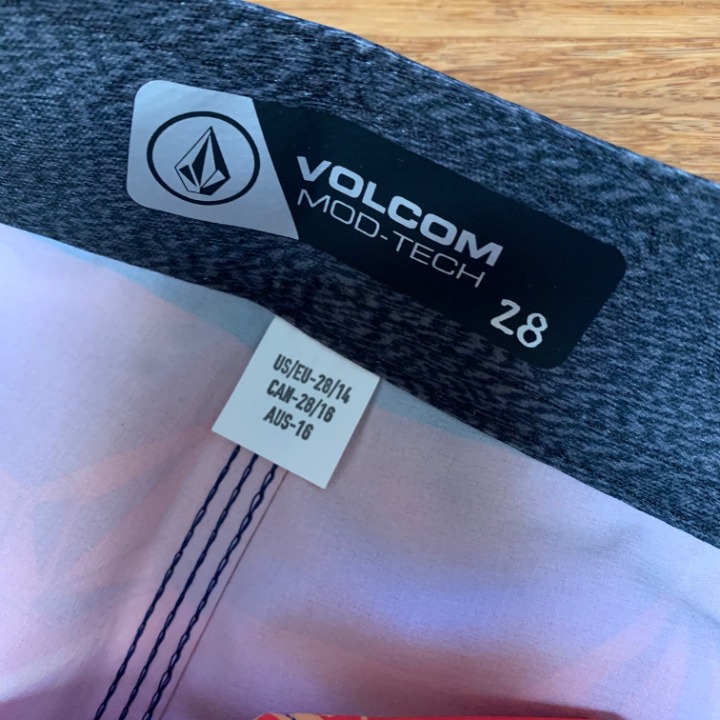 VOLCOM
MOD-TECH
28
US/EU-28/14
CAN-28/16
AUS-16